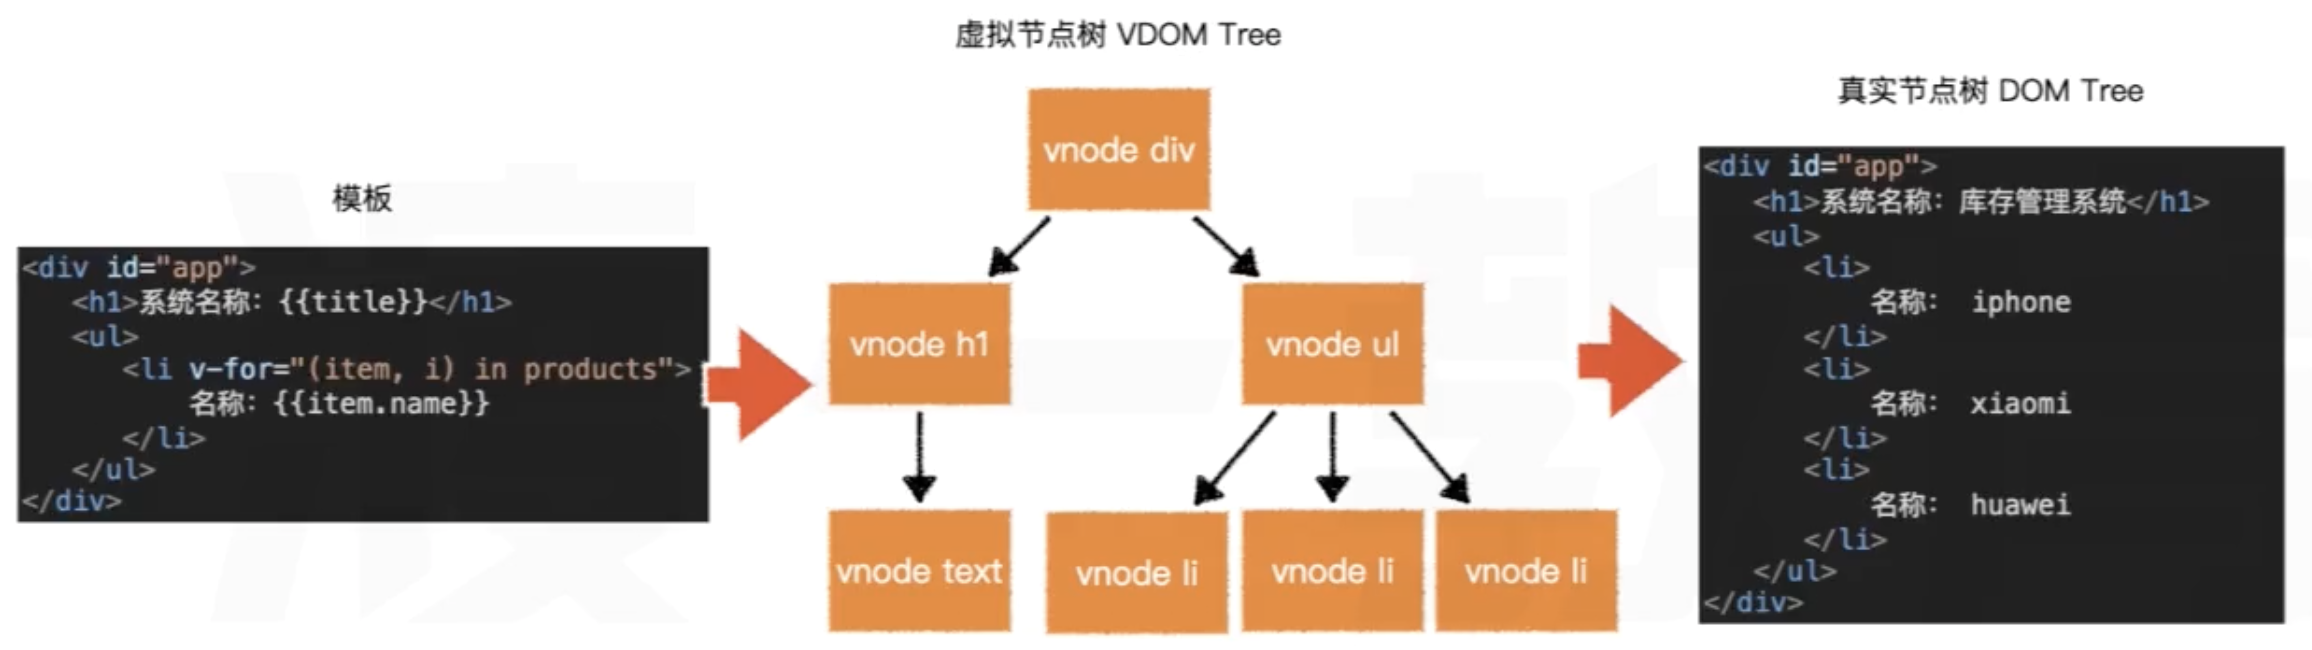 模板
<div id="app">
<h1>系统名称：{{title}}</h1>
<ul>
<li v-for="(item, i) in products">
名称：{{item.name}}
</li>
</ul>
</div>
虚拟节点树 VDOM Tree
vnode div
vnode h1
vnode ul
vnode text
vnode li
vnode li
vnode li
真实节点树 DOM Tree
<div id="app">
<h1>系统名称：库存管理系统</h1>
<ul>
<li>
名称： iphone
</li>
<li>
名称： xiaomi
</li>
<li>
名称： huawei
</li>
</ul>
</div>